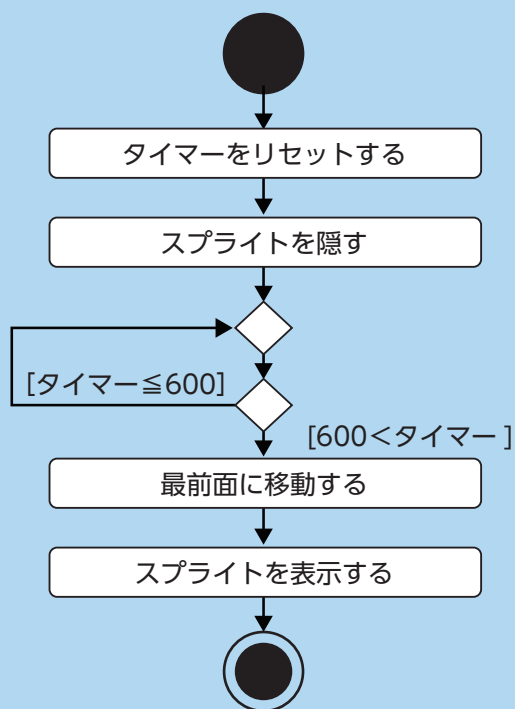 タイマーをリセットする
スプライトを隠す
[タイマー≦600]
[600＜タイマー ]
最前面に移動する
スプライトを表示する